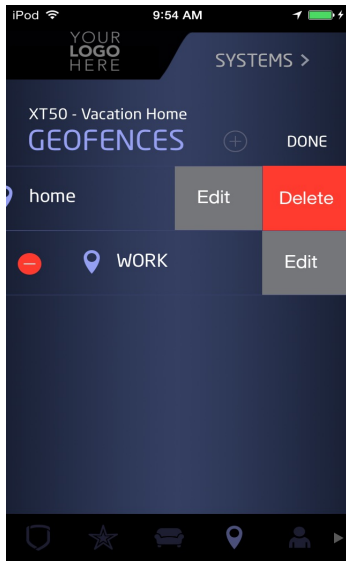 iPod 9:54 AM
YOUR
LOGO
HERE
SYSTEMS >
XT50 - Vacation Home
GEOFENCES
DONE
home
Edit
Delete
WORK
Edit